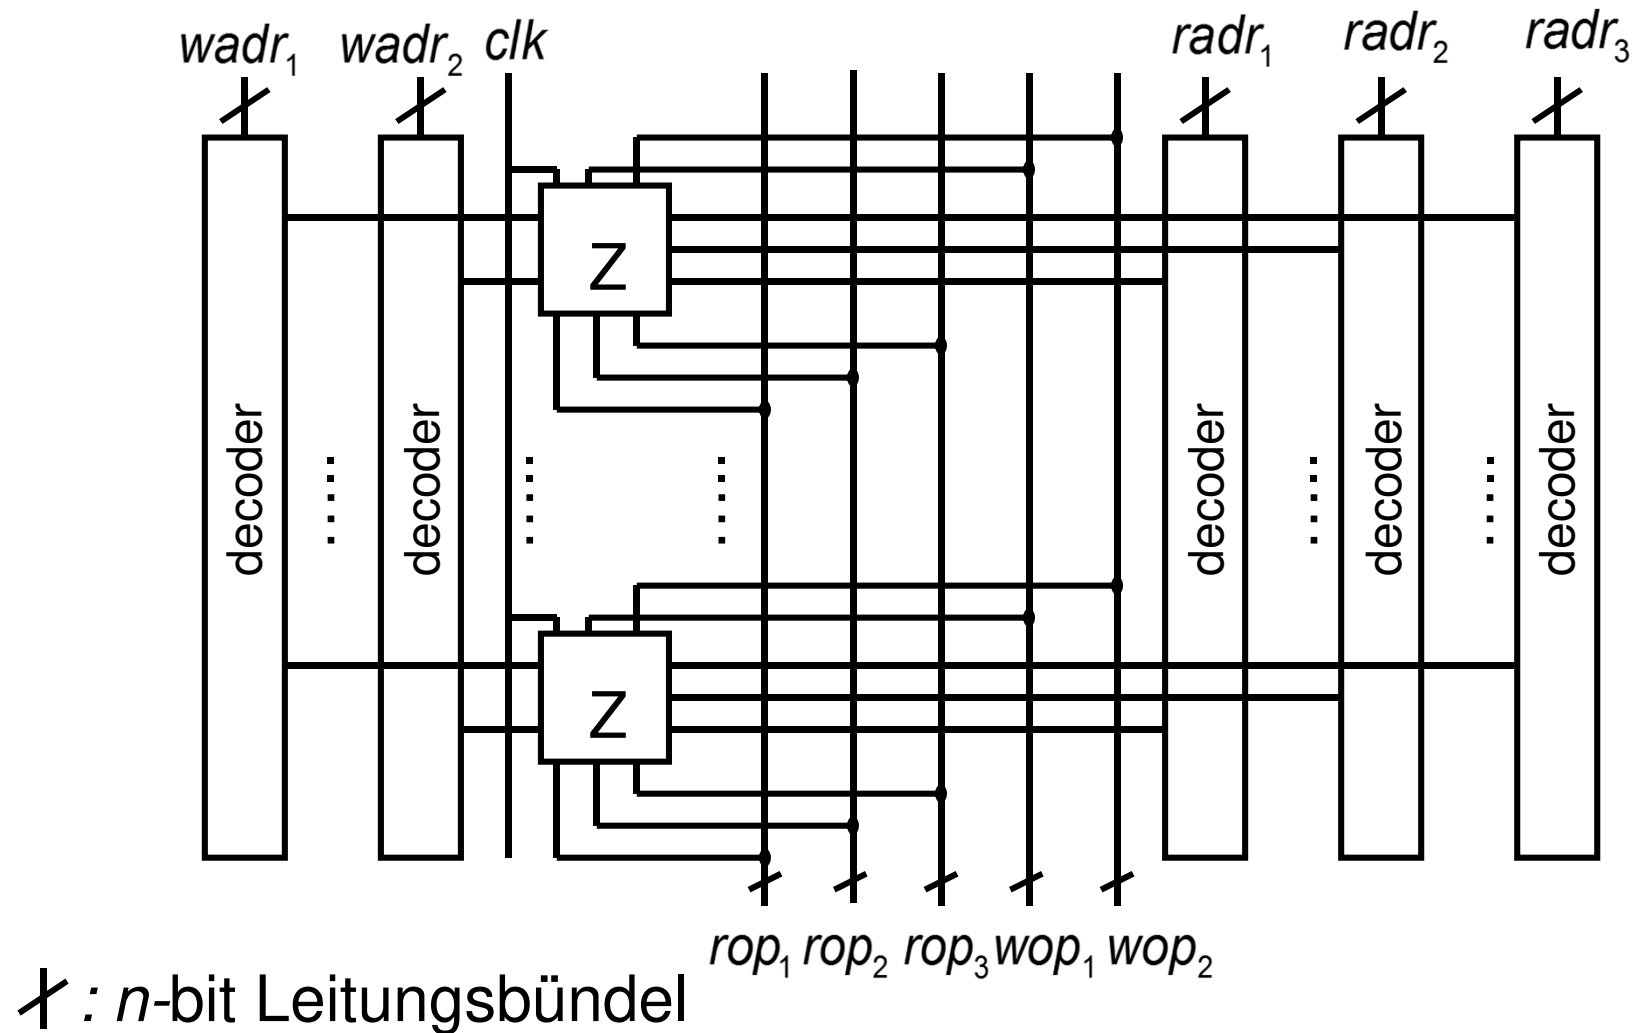 wadr₁ wadr₂ clk radr₁ radr₂ radr₃
Z
decoder decoder decoder decoder decoder
Z
rop₁ rop₂ rop₃ wop₁ wop₂
: n-bit Leitungsbündel